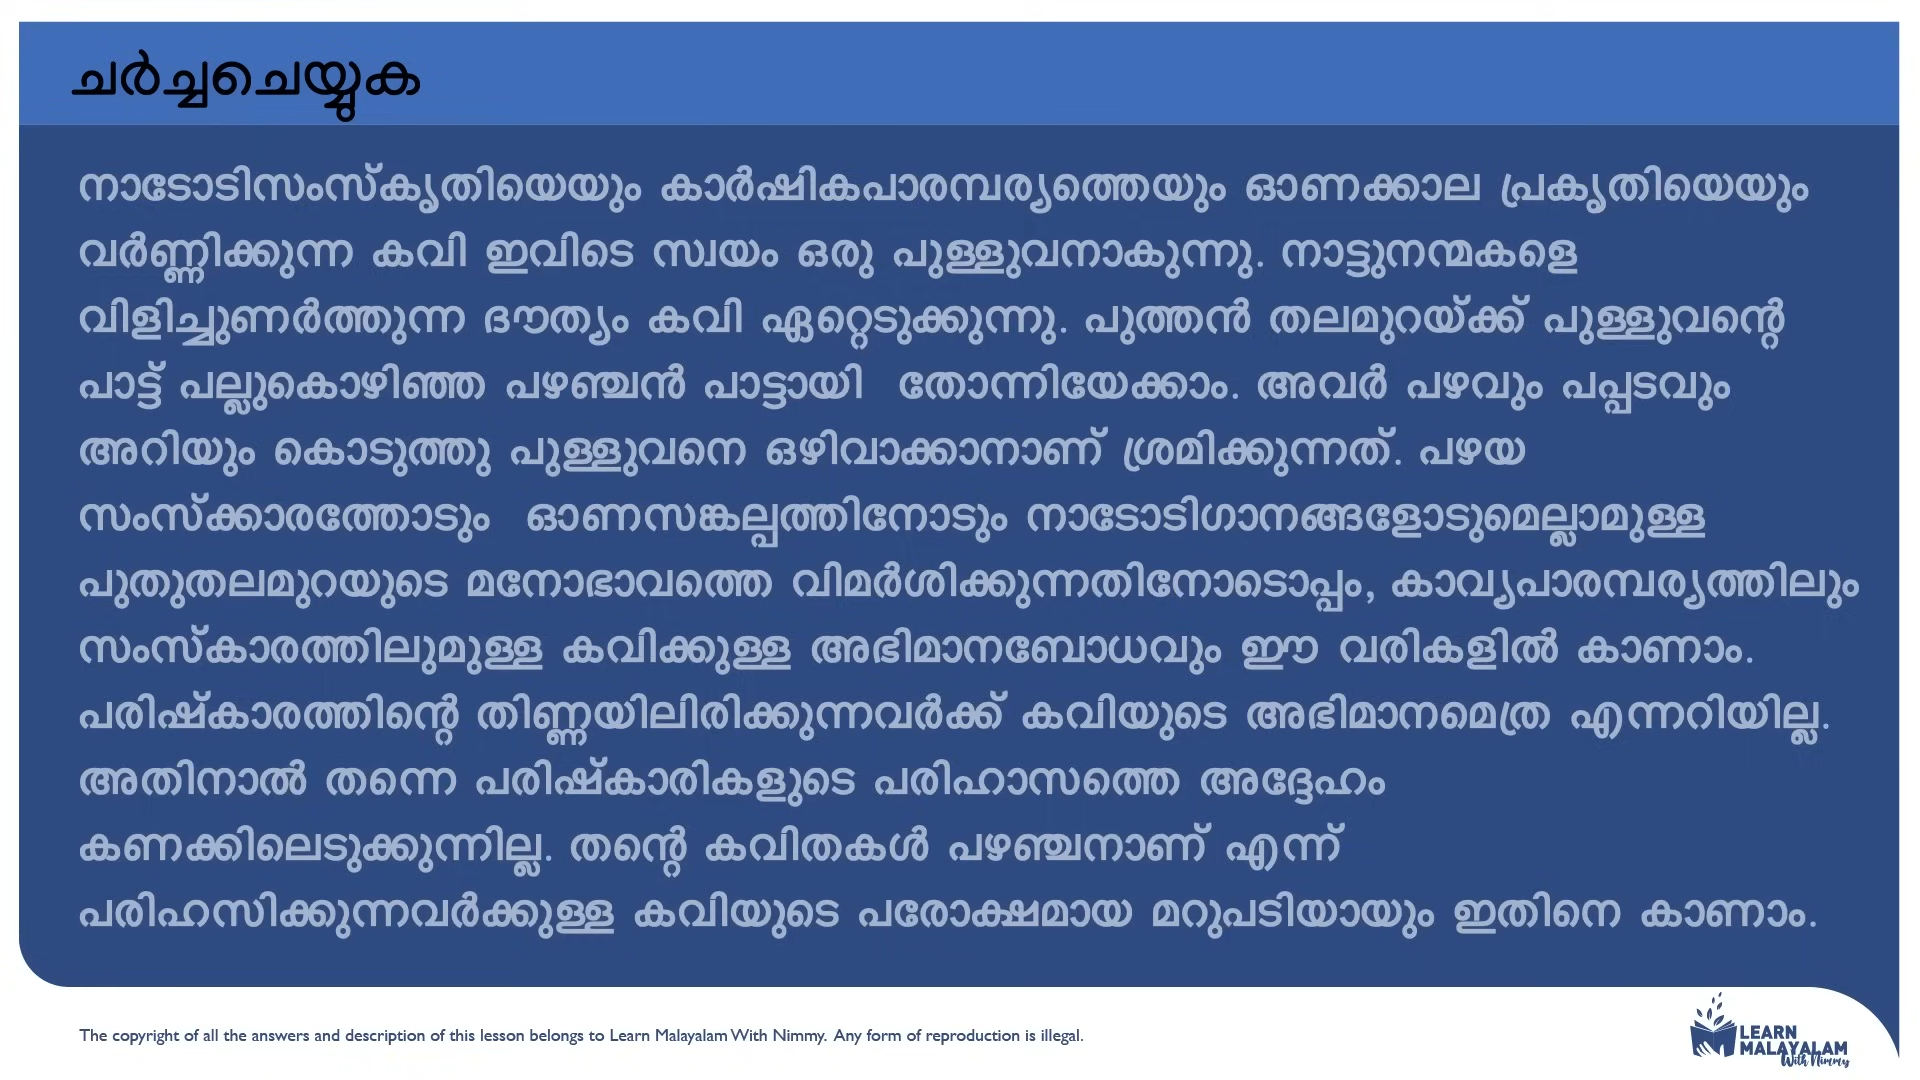 ചർച്ചചെയ്യുക
നാടോടിസംസ്കൃതിയെയും കാർഷികപാരമ്പര്യത്തെയും ഓണക്കാല പ്രകൃതിയെയും
വർണ്ണിക്കുന്ന കവി ഇവിടെ സ്വയം ഒരു പുള്ളുവനാകുന്നു. നാട്ടുനന്മകളെ
വിളിച്ചുണർത്തുന്ന ദൗത്യം കവി ഏറ്റെടുക്കുന്നു. പുത്തൻ തലമുറയ്ക്ക് പുള്ളുവന്റെ
പാട്ട് പല്ലുകൊഴിഞ്ഞ പഴഞ്ചൻ പാട്ടായി തോന്നിയേക്കാം. അവർ പഴവും പപ്പടവും
അറിയും കൊടുത്തു പുള്ളുവനെ ഒഴിവാക്കാനാണ് ശ്രമിക്കുന്നത്. പഴയ
സംസ്ക്കാരത്തോടും ഓണസങ്കല്പത്തിനോടും നാടോടിഗാനങ്ങളോടുമെല്ലാമുള്ള
പുതുതലമുറയുടെ മനോഭാവത്തെ വിമർശിക്കുന്നതിനോടൊപ്പം, കാവ്യപാരമ്പര്യത്തിലും
സംസ്കാരത്തിലുമുള്ള കവിക്കുള്ള അഭിമാനബോധവും ഈ വരികളിൽ കാണാം.
പരിഷ്കാരത്തിന്റെ തിണ്ണയിലിരിക്കുന്നവർക്ക് കവിയുടെ അഭിമാനമെത്ര എന്നറിയില്ല.
അതിനാൽ തന്നെ പരിഷ്കാരികളുടെ പരിഹാസത്തെ അദ്ദേഹം
കണക്കിലെടുക്കുന്നില്ല. തന്റെ കവിതകൾ പഴഞ്ചനാണ് എന്ന്
പരിഹസിക്കുന്നവർക്കുള്ള കവിയുടെ പരോക്ഷമായ മറുപടിയായും ഇതിനെ കാണാം.
The copyright of all the answers and description of this lesson belongs to Learn Malayalam With Nimmy. Any form of reproduction is illegal.
LEARN
MALAYALAM
With Nimmy